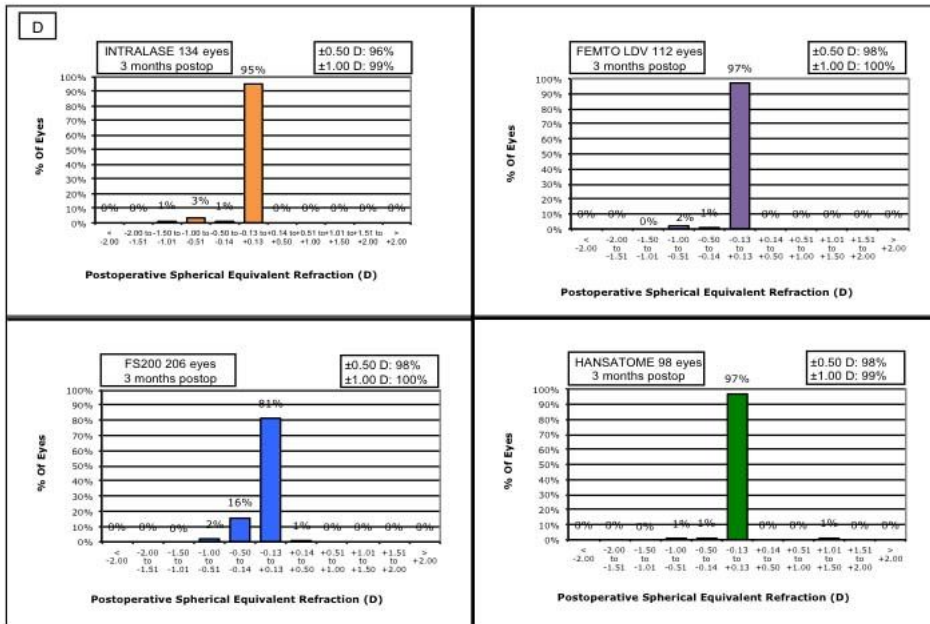 D
INTRALASE 134 eyes
3 months postop
±0.50 D: 96%
±1.00 D: 99%
95%
100%
90%
80%
70%
60%
50%
40%
30%
20%
10%
0%
% Of Eyes
0% 0% 1% 3% 1% 0% 0% 0% 0% 0%
< -2.00 to -1.50 to -1.00 to -0.50 to -0.13 to +0.14 to +0.51 to +1.01 to +1.51 to >
-2.00 -1.51 -1.01 -0.51 -0.14 +0.13 +0.50 +1.00 +1.50 +2.00 +2.00
Postoperative Spherical Equivalent Refraction (D)
FEMTO LDV 112 eyes
3 months postop
±0.50 D: 98%
±1.00 D: 100%
97%
100%
90%
80%
70%
60%
50%
40%
30%
20%
10%
0%
% Of Eyes
0% 0% 0% 2% 1% 0% 0% 0% 0% 0%
< -2.00 -1.50 -1.00 -0.50 -0.13 +0.14 +0.51 +1.01 +1.51 >
-2.00 to to to to to to to to to +2.00
-1.51 -1.01 -0.51 -0.14 +0.13 +0.50 +1.00 +1.50 +2.00
Postoperative Spherical Equivalent Refraction (D)
FS200 206 eyes
3 months postop
±0.50 D: 98%
±1.00 D: 100%
81%
100%
90%
80%
70%
60%
50%
40%
30%
20%
10%
0%
% Of Eyes
16%
0% 0% 0% 2% 1% 0% 0% 0% 0%
< -2.00 -1.50 -1.00 -0.50 -0.13 +0.14 +0.51 +1.01 +1.51 >
-2.00 to to to to to to to to to +2.00
-1.51 -1.01 -0.51 -0.14 +0.13 +0.50 +1.00 +1.50 +2.00
Postoperative Spherical Equivalent Refraction (D)
HANSATOME 98 eyes
3 months postop
±0.50 D: 98%
±1.00 D: 99%
97%
100%
90%
80%
70%
60%
50%
40%
30%
20%
10%
0%
% Of Eyes
0% 0% 0% 1% 1% 0% 0% 1% 0% 0%
< -2.00 -1.50 -1.00 -0.50 -0.13 +0.14 +0.51 +1.01 +1.51 >
-2.00 to to to to to to to to to +2.00
-1.51 -1.01 -0.51 -0.14 +0.13 +0.50 +1.00 +1.50 +2.00
Postoperative Spherical Equivalent Refraction (D)